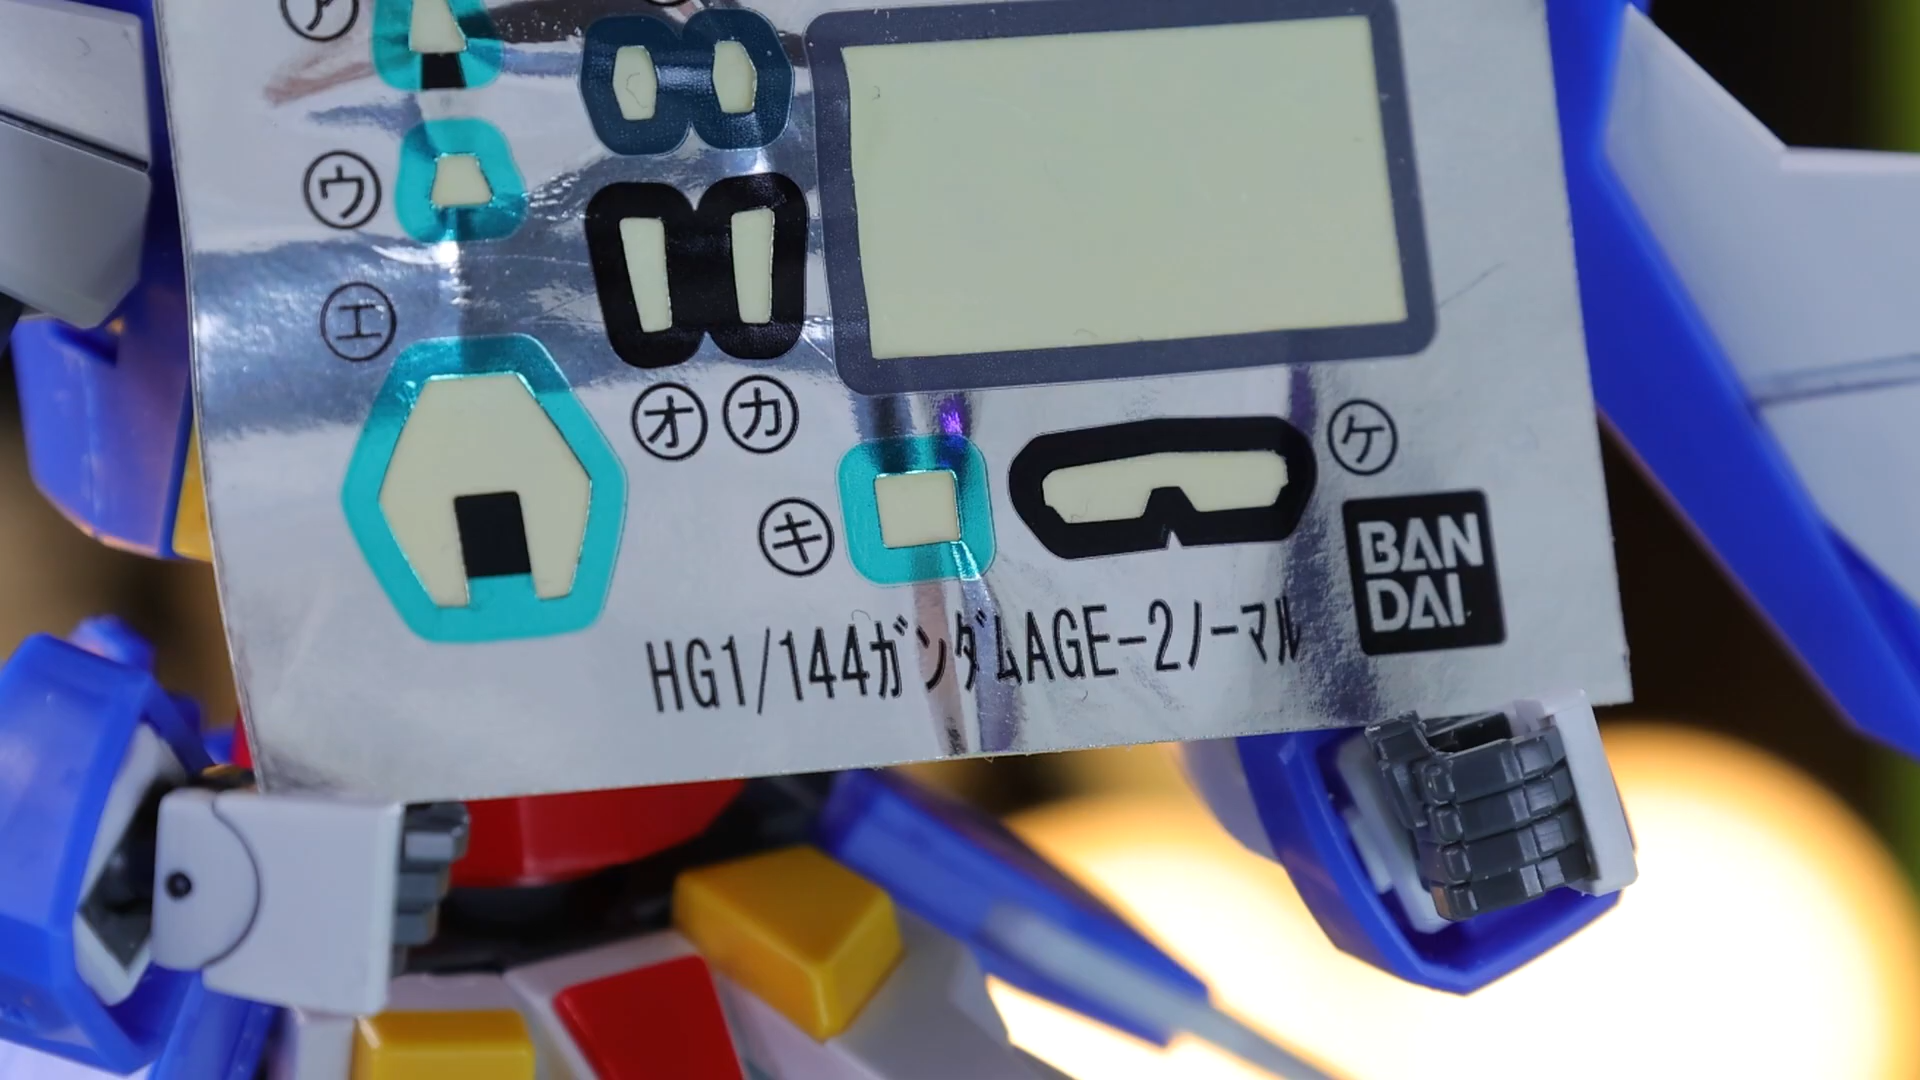 ア
ウ
エ
オ カ
ケ
キ
BAN
DAI
HG1/144ガンダムAGE-2ノーマル